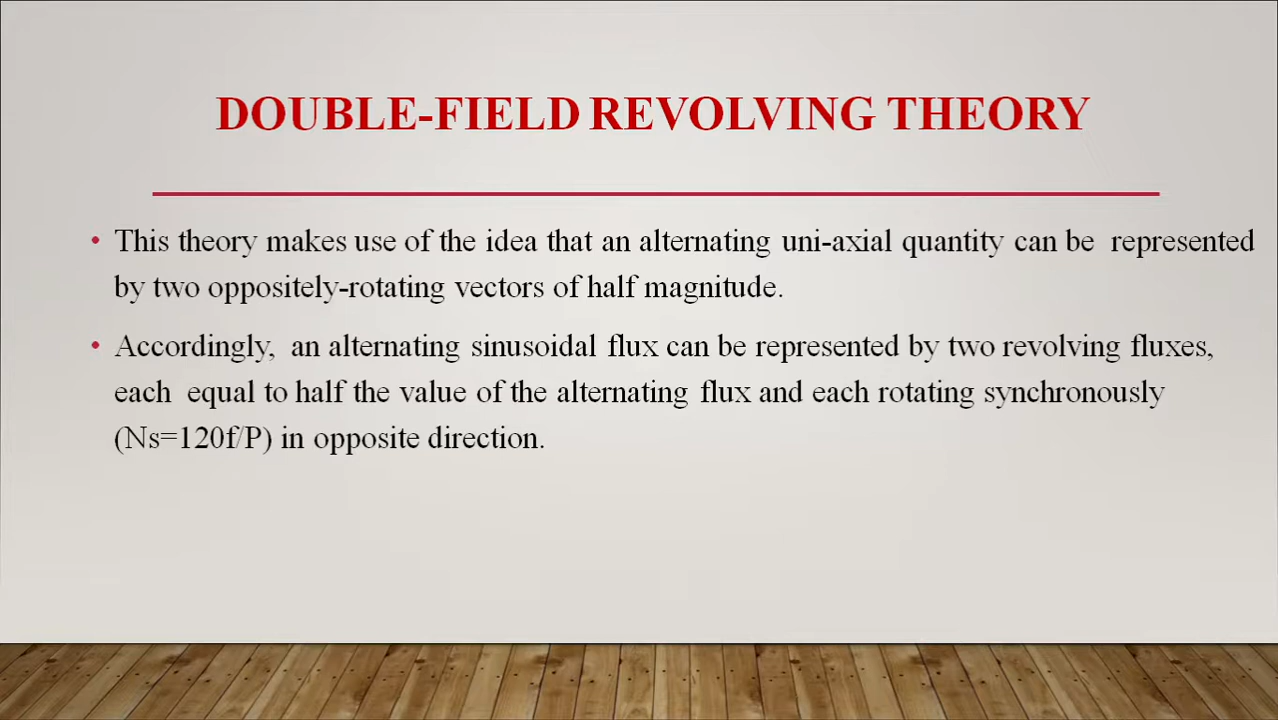 DOUBLE-FIELD REVOLVING THEORY
• This theory makes use of the idea that an alternating uni-axial quantity can be represented
by two oppositely-rotating vectors of half magnitude.
• Accordingly, an alternating sinusoidal flux can be represented by two revolving fluxes,
each equal to half the value of the alternating flux and each rotating synchronously
(Ns=120f/P) in opposite direction.